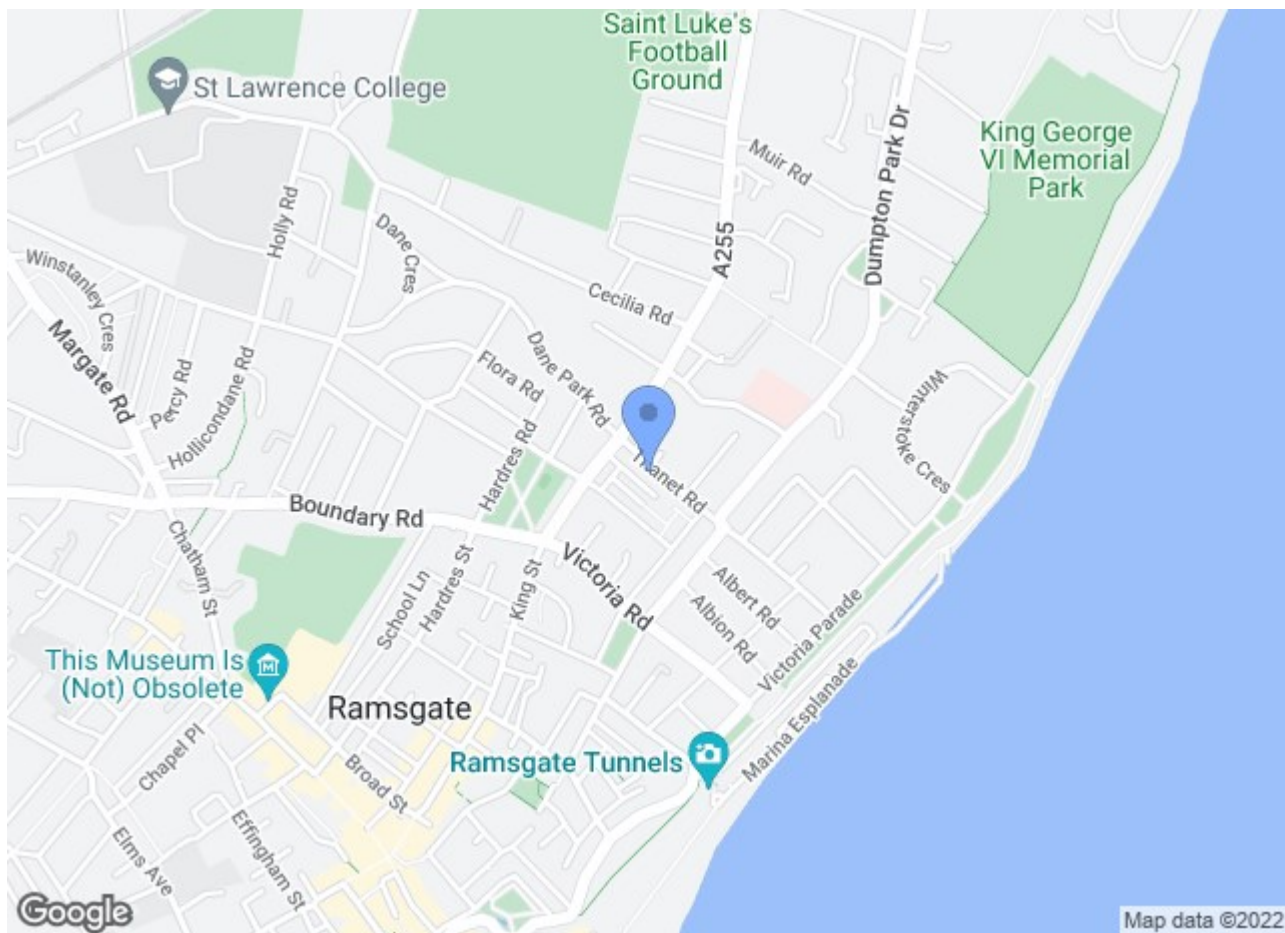 Saint Luke's
Football
Ground
St Lawrence College
King George
VI Memorial
Park
Muir Rd
Dumpton Park Dr
Holly Rd
Dane Cres
A255
Winstanley Cres
Cecilia Rd
Margate Rd
Percy Rd
Hollicondane Rd
Flora Rd
Dane Park Rd
Winterstoke Cres
Hardres Rd
Thanet Rd
Boundary Rd
Chatham St
School Ln
Hardres St
King St
Victoria Rd
Albert Rd
Albion Rd
Victoria Parade
This Museum Is
(Not) Obsolete
Ramsgate
Marina Esplanade
Chapel Pl
Broad St
Ramsgate Tunnels
Elms Ave
Effingham St
Google
Map data ©2022